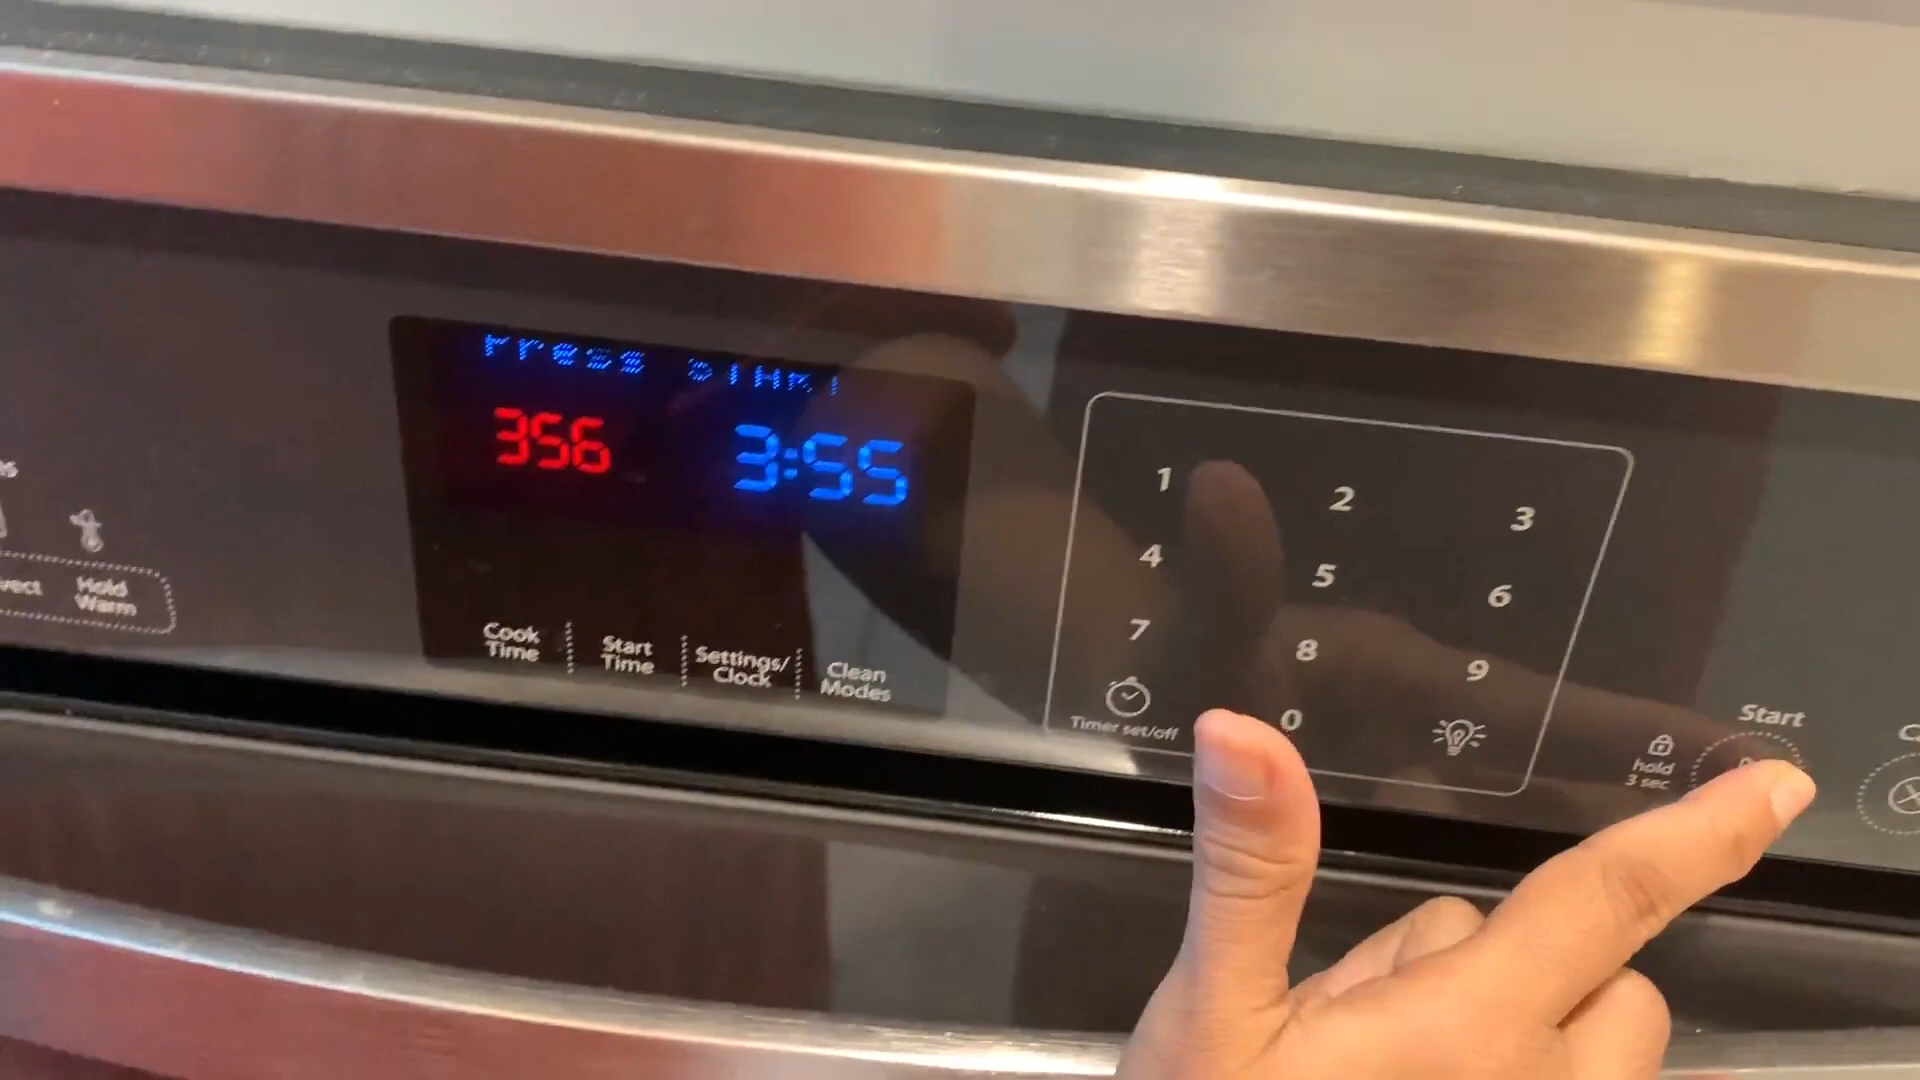 Press START
356 3:55
Hold
Warm
Cook
Time
Start
Time
Settings/
Clock
Clean
Modes
1 2 3
4 5 6
7 8 9
Timer set/off
0
hold
3 sec
Start